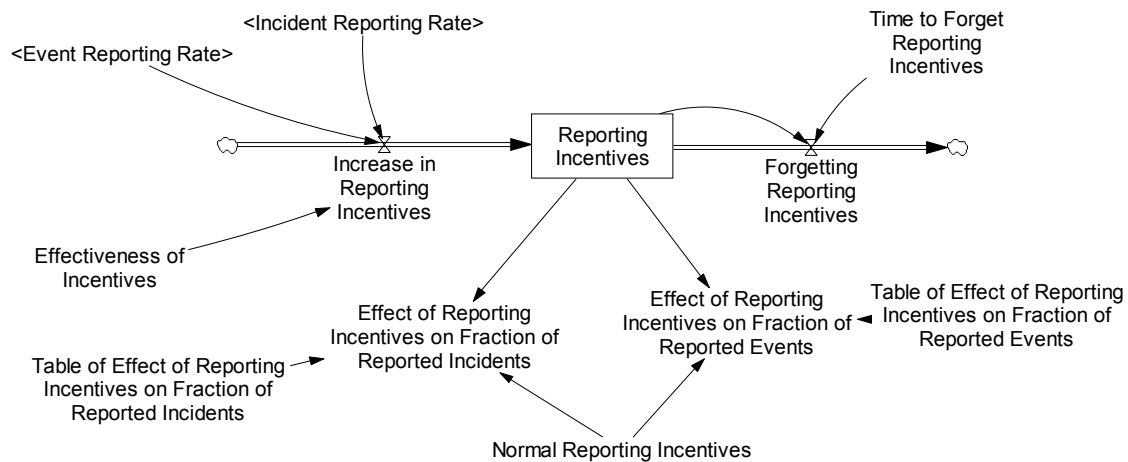 <Incident Reporting Rate>
<Event Reporting Rate>
Time to Forget
Reporting
Incentives
Reporting
Incentives
Increase in
Reporting
Incentives
Forgetting
Reporting
Incentives
Effectiveness of
Incentives
Effect of Reporting
Incentives on Fraction of
Reported Incidents
Effect of Reporting
Incentives on Fraction of
Reported Events
Table of Effect of Reporting
Incentives on Fraction of
Reported Events
Table of Effect of Reporting
Incentives on Fraction of
Reported Incidents
Normal Reporting Incentives